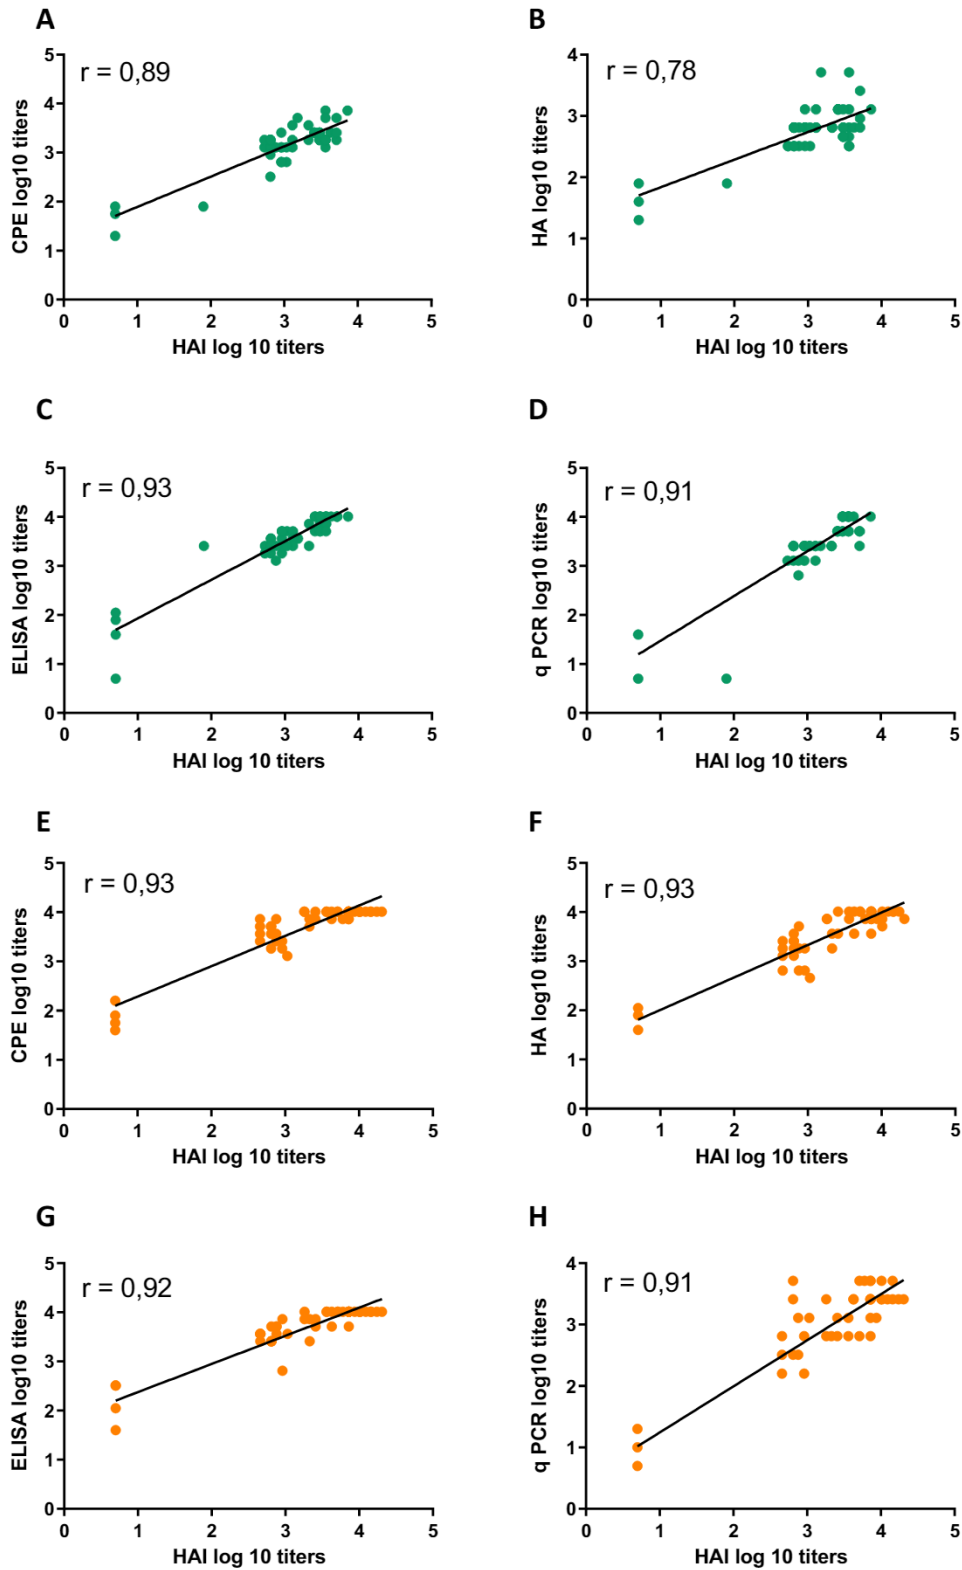 A
r = 0,89
CPE log10 titers
5
4
3
2
1
0
0 1 2 3 4 5
HAI log 10 titers
B
r = 0,78
HA log10 titers
4
3
2
1
0
0 1 2 3 4 5
HAI log 10 titers
C
r = 0,93
ELISA log10 titers
5
4
3
2
1
0
0 1 2 3 4 5
HAI log 10 titers
D
r = 0,91
q PCR log10 titers
5
4
3
2
1
0
0 1 2 3 4 5
HAI log 10 titers
E
r = 0,93
CPE log10 titers
5
4
3
2
1
0
0 1 2 3 4 5
HAI log 10 titers
F
r = 0,93
HA log10 titers
5
4
3
2
1
0
0 1 2 3 4 5
HAI log 10 titers
G
r = 0,92
ELISA log10 titers
5
4
3
2
1
0
0 1 2 3 4 5
HAI log 10 titers
H
r = 0,91
q PCR log10 titers
4
3
2
1
0
0 1 2 3 4 5
HAI log 10 titers